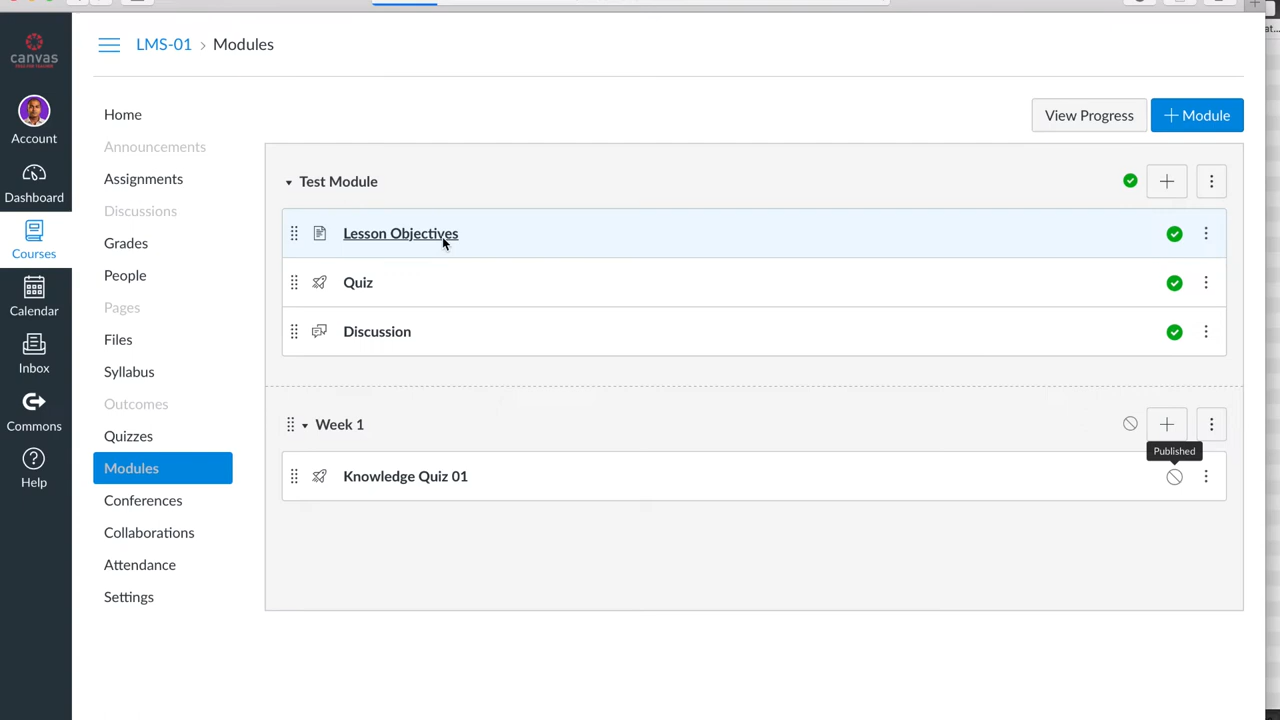 LMS-01 > Modules
canvas
Account
Dashboard
Courses
Calendar
Inbox
Commons
Help
Home
Announcements
Assignments
Discussions
Grades
People
Pages
Files
Syllabus
Outcomes
Quizzes
Modules
Conferences
Collaborations
Attendance
Settings
View Progress
+ Module
Test Module
Lesson Objectives
Quiz
Discussion
Week 1
Published
Knowledge Quiz 01